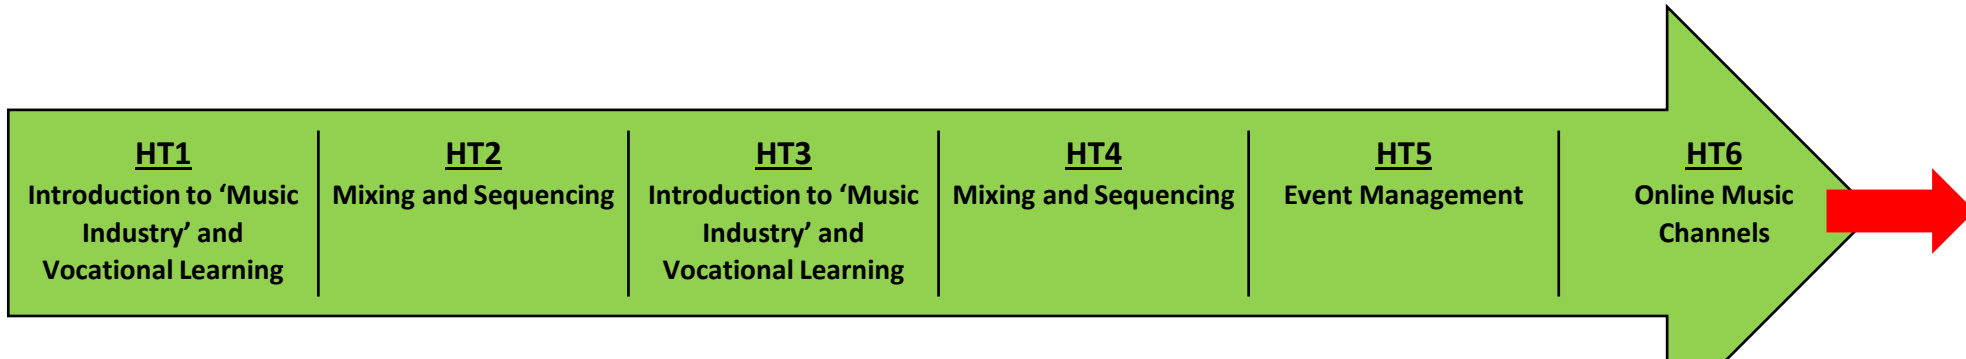 HT1
Introduction to ‘Music
Industry’ and
Vocational Learning
HT2
Mixing and Sequencing
HT3
Introduction to ‘Music
Industry’ and
Vocational Learning
HT4
Mixing and Sequencing
HT5
Event Management
HT6
Online Music
Channels